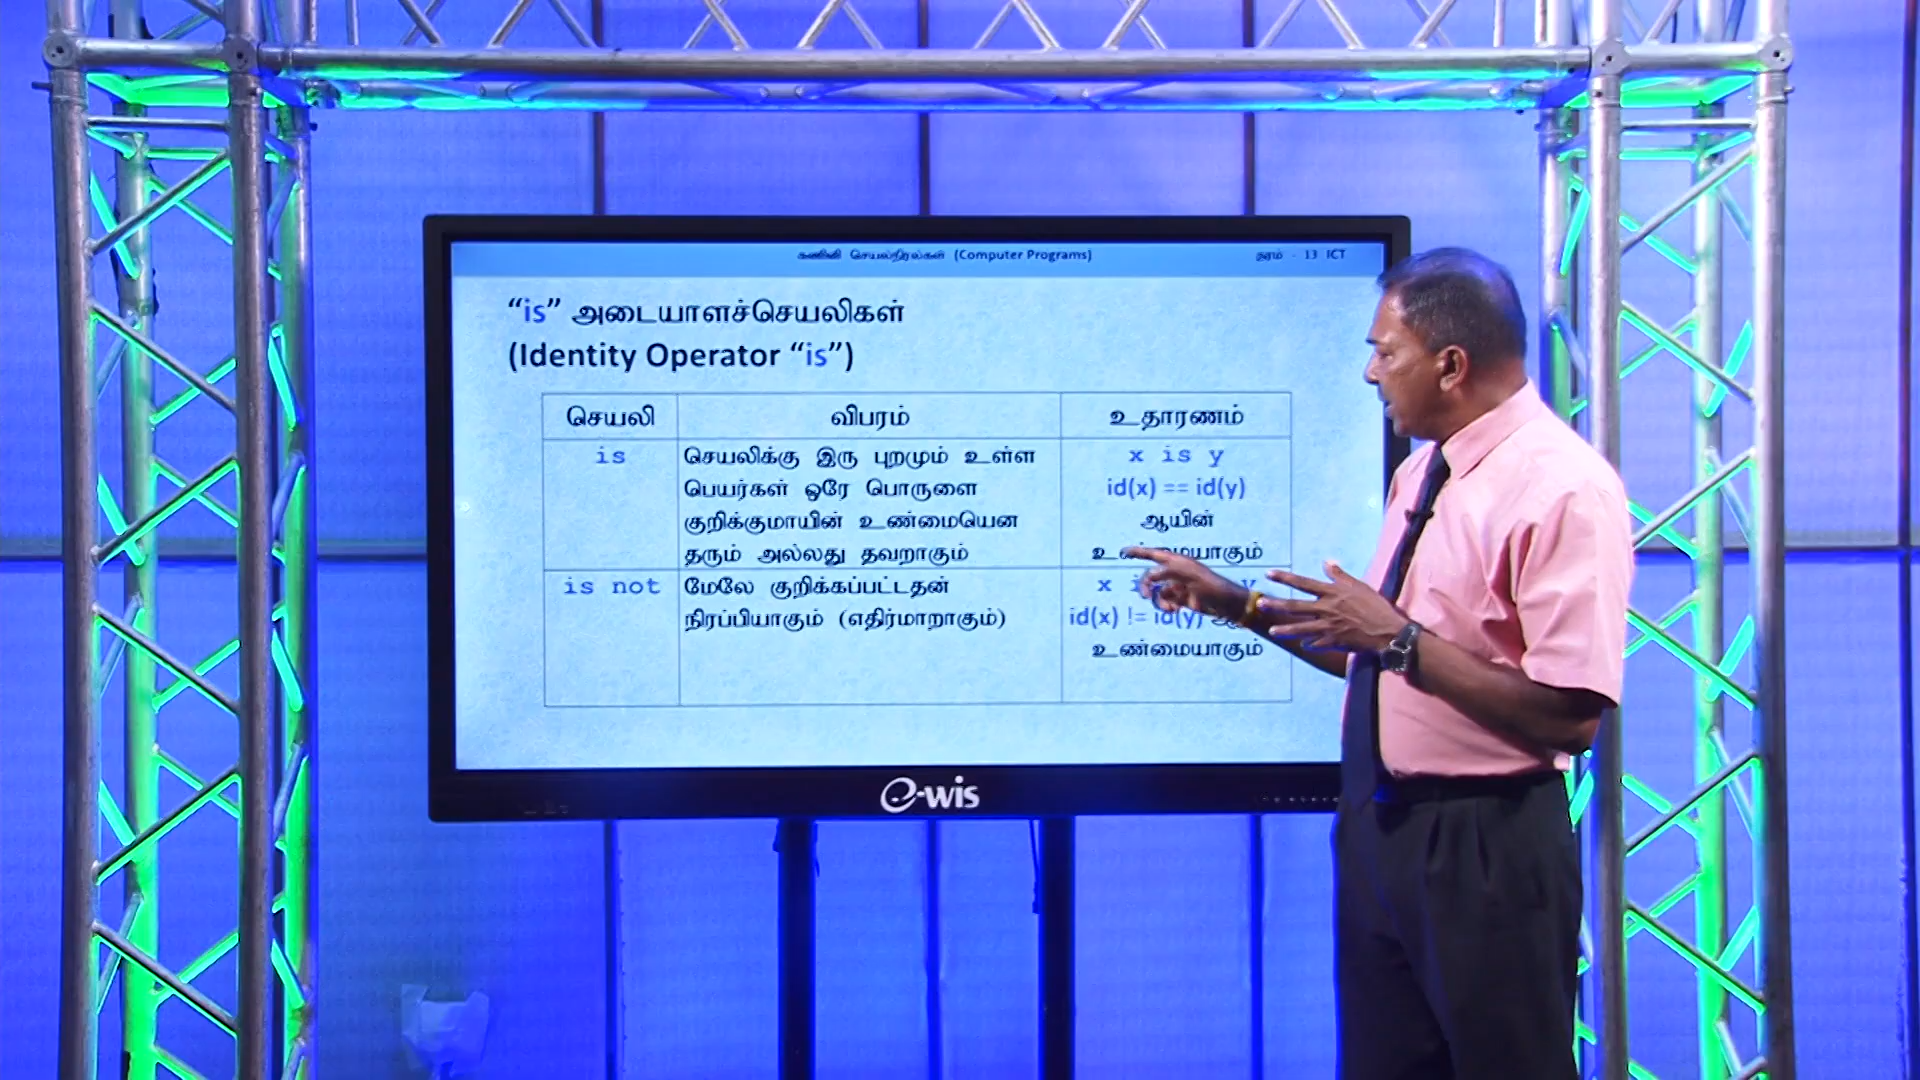 கணினி செயல்நிரல்கள் (Computer Programs) தரம் - 13 ICT
“is” அடையாளச்செயலிகள்
(Identity Operator “is”)
செயலி விபரம் உதாரணம்
is செயலிக்கு இரு புறமும் உள்ள x is y
பெயர்கள் ஒரே பொருளை id(x) == id(y)
குறிக்குமாயின் உண்மையென ஆயின்
தரும் அல்லது தவறாகும் உண்மையாகும்
is not மேலே குறிக்கப்பட்டதன் x y
நிரப்பியாகும் (எதிர்மாறாகும்) id(x) != id(y)
உண்மையாகும்
e-wis